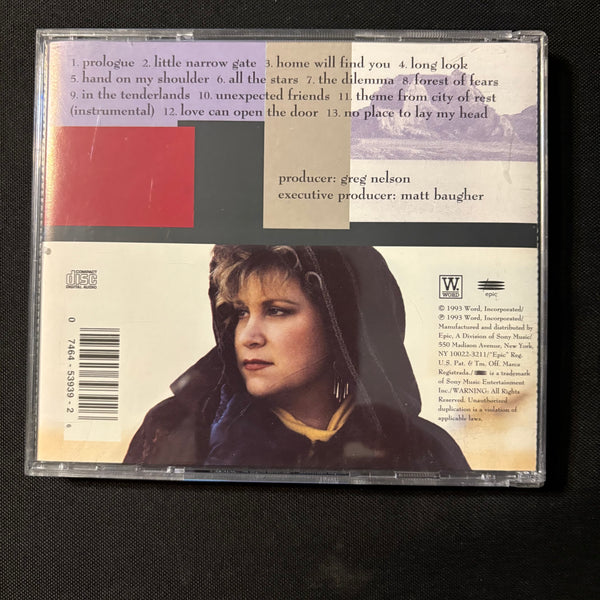 1. prologue 2. little narrow gate 3. home will find you 4. long look
5. hand on my shoulder 6. all the stars 7. the dilemma 8. forest of fears
9. in the tenderlands 10. unexpected friends 11. theme from city of rest
(instrumental) 12. love can open the door 13. no place to lay my head
producer: greg nelson
executive producer: matt baugher
COMPACT
disc
DIGITAL AUDIO
0 7464-53939-2 6
W.
WORD
epic
© 1993 Word, Incorporated/
℗ 1993 Word, Incorporated/
Manufactured and distributed by
Epic, A Division of Sony Music/
550 Madison Avenue, New York,
NY 10022-3211/"Epic" Reg.
U.S. Pat. & Tm. Off. Marca
Registrada./ is a trademark
of Sony Music Entertainment
Inc./WARNING: All Rights
Reserved. Unauthorized
duplication is a violation of
applicable laws.